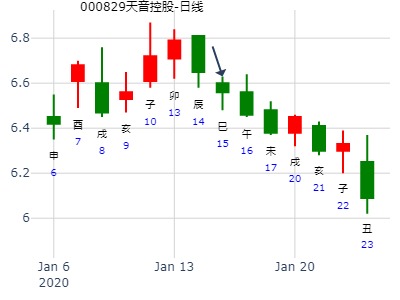 000829天音控股-日线
6.8
6.6
6.4
6.2
6
申
6
酉
7
戌
8
亥
9
子
10
卯
13
辰
14
巳
15
午
16
未
17
戌
20
亥
21
子
22
丑
23
Jan 6
2020
Jan 13
Jan 20